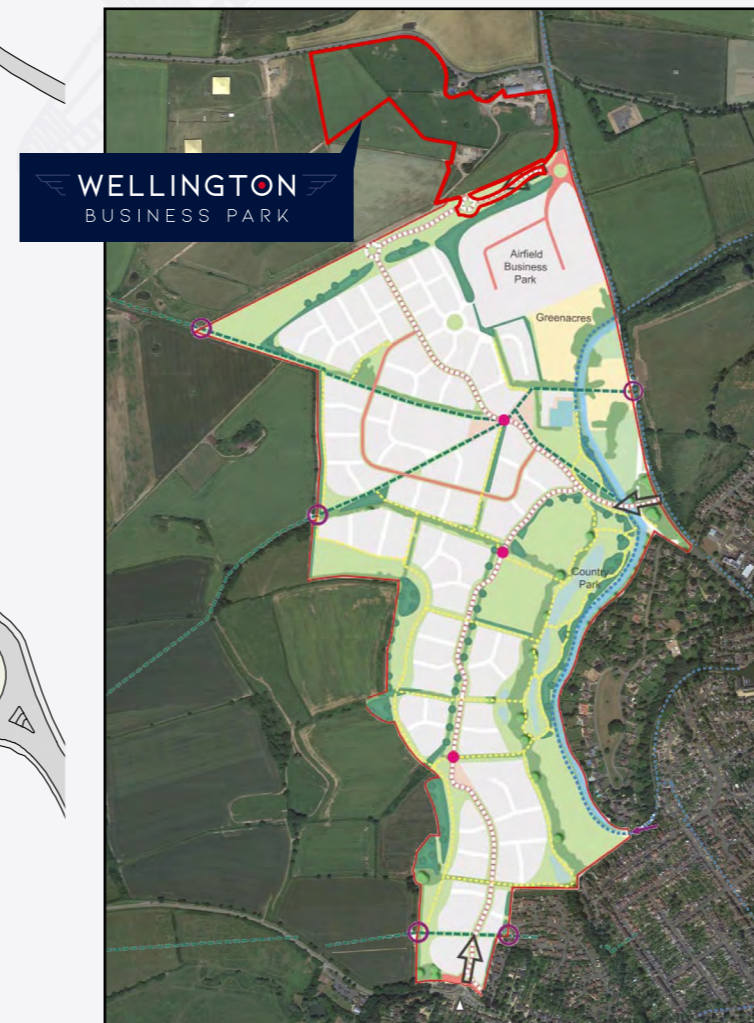 WELLINGTON
BUSINESS PARK
Airfield
Business
Park
Greenacres
Country
Park